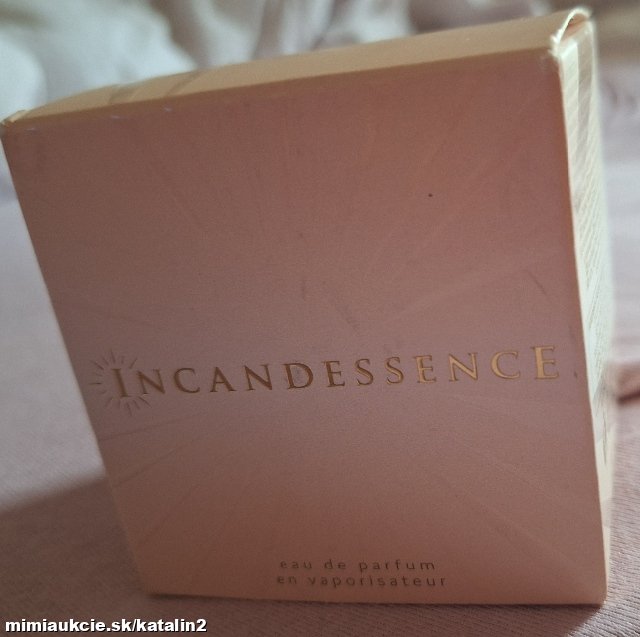 INCANDESSENCE
eau de parfum
en vaporisateur
mimiaukcie.sk/katalin2